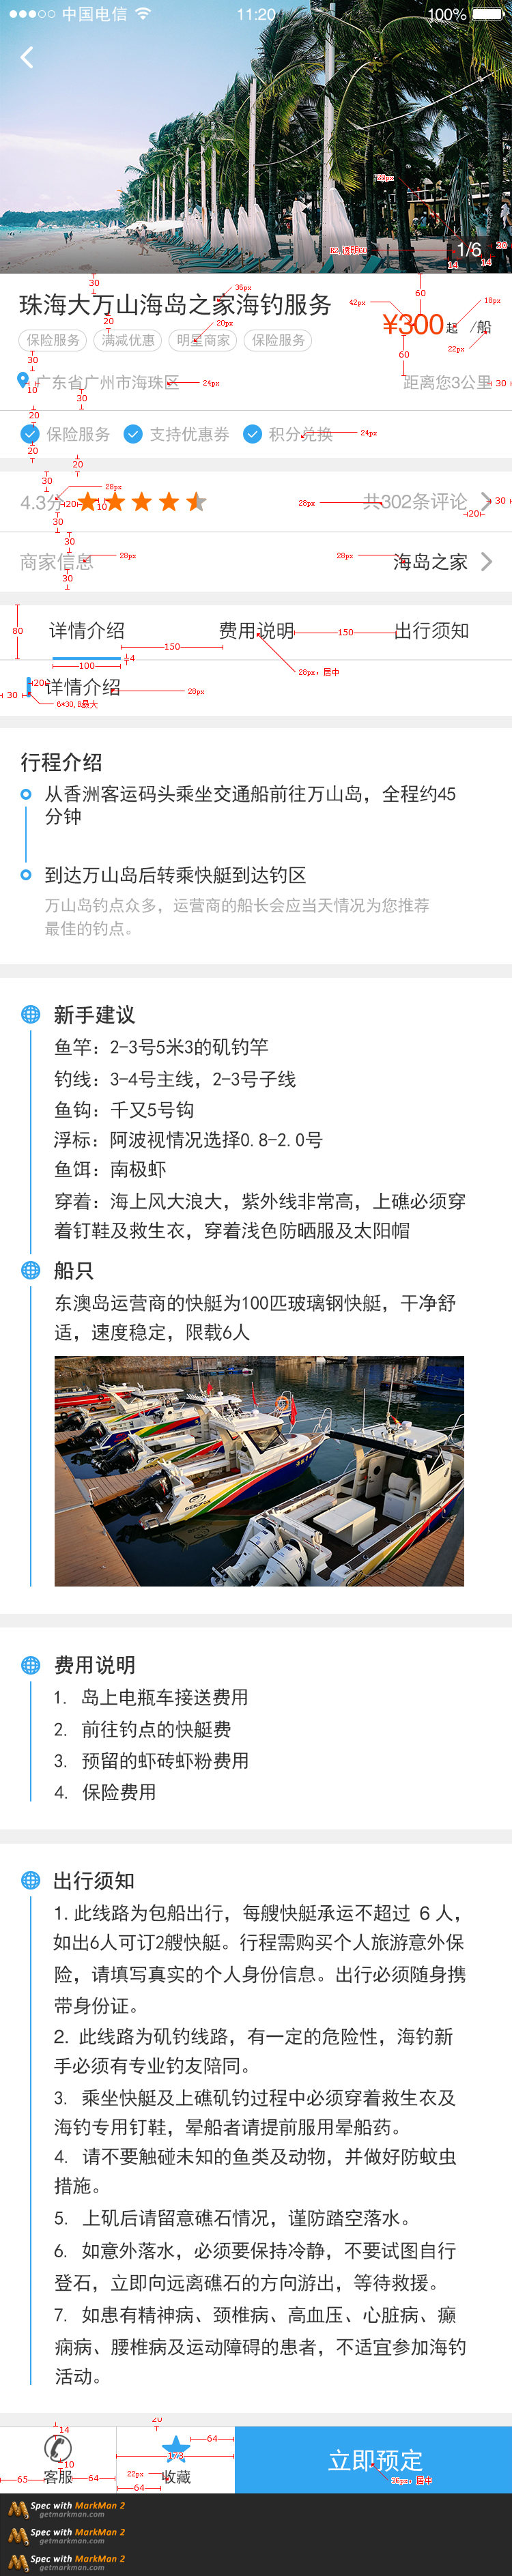 中国电信 11:20 100%
28px
1/6
30
14 14
30 36px 60
珠海大万山海岛之家海钓服务
42px 18px
¥300起 /船
20 20px 22px
保险服务 满减优惠 明星商家 保险服务
60
30
广东省广州市海珠区 24px 距离您3公里 30
10
30
20
保险服务 支持优惠券 积分兑换 24px
20
20
30 28px
4.3分 20 10 28px 共302条评论 30
20
30
30
商家信息 28px 28px 海岛之家
30
80
详情介绍 费用说明 150 出行须知
150
4
100 28px，居中
20
详情介绍 28px
30
行程介绍
从香洲客运码头乘坐交通船前往万山岛，全程约45
分钟
到达万山岛后转乘快艇到达钓区
万山岛钓点众多，运营商的船长会应当天情况为您推荐
最佳的钓点。
新手建议
鱼竿：2-3号5米3的矶钓竿
钓线：3-4号主线，2-3号子线
鱼钩：千又5号钩
浮标：阿波视情况选择0.8-2.0号
鱼饵：南极虾
穿着：海上风大浪大，紫外线非常高，上礁必须穿
着钉鞋及救生衣，穿着浅色防晒服及太阳帽
船只
东澳岛运营商的快艇为100匹玻璃钢快艇，干净舒
适，速度稳定，限载6人
费用说明
1. 岛上电瓶车接送费用
2. 前往钓点的快艇费
3. 预留的虾砖虾粉费用
4. 保险费用
出行须知
1.此线路为包船出行，每艘快艇承运不超过 6 人，
如出6人可订2艘快艇。行程需购买个人旅游意外保
险，请填写真实的个人身份信息。出行必须随身携
带身份证。
2. 此线路为矶钓线路，有一定的危险性，海钓新
手必须有专业钓友陪同。
3. 乘坐快艇及上礁矶钓过程中必须穿着救生衣及
海钓专用钉鞋，晕船者请提前服用晕船药。
4. 请不要触碰未知的鱼类及动物，并做好防蚊虫
措施。
5. 上矶后请留意礁石情况，谨防踏空落水。
6. 如意外落水，必须要保持冷静，不要试图自行
登石，立即向远离礁石的方向游出，等待救援。
7. 如患有精神病、颈椎病、高血压、心脏病、癫
痫病、腰椎病及运动障碍的患者，不适宜参加海钓
活动。
20
14 64
173
10
65 客服 64 22px 收藏 立即预定
64 36px，居中
Spec with MarkMan 2
getmarkman.com
Spec with MarkMan 2
getmarkman.com
Spec with MarkMan 2
getmarkman.com